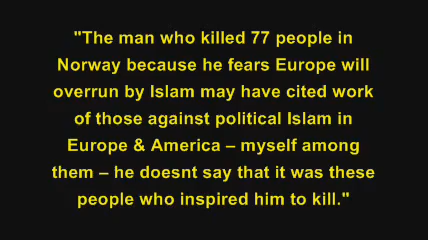 "The man who killed 77 people in
Norway because he fears Europe will
overrun by Islam may have cited work
of those against political Islam in
Europe & America – myself among
them – he doesnt say that it was these
people who inspired him to kill."